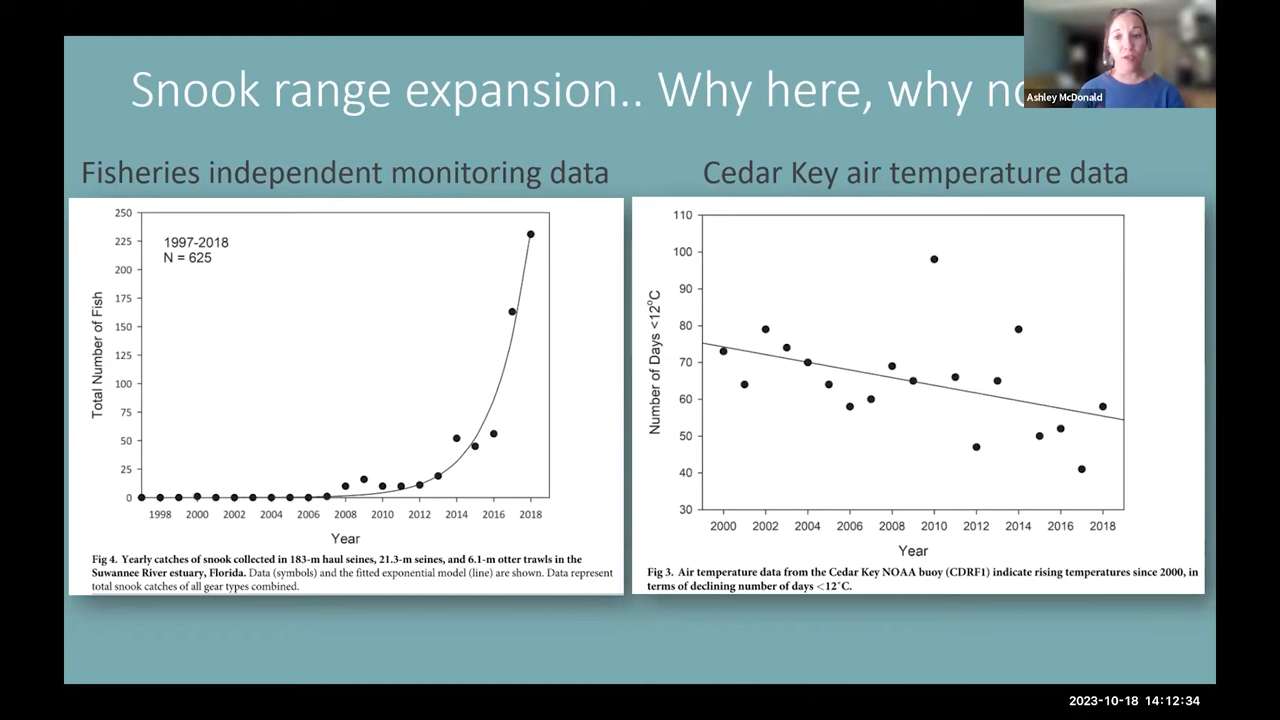 Snook range expansion.. Why here, why no
Ashley McDonald
Fisheries independent monitoring data
Cedar Key air temperature data
250
225
200
175
150
125
100
75
50
25
0
Total Number of Fish
1997-2018
N = 625
1998 2000 2002 2004 2006 2008 2010 2012 2014 2016 2018
Year
Fig 4. Yearly catches of snook collected in 183-m haul seines, 21.3-m seines, and 6.1-m otter trawls in the
Suwannee River estuary, Florida. Data (symbols) and the fitted exponential model (line) are shown. Data represent
total snook catches of all gear types combined.
110
100
90
80
70
60
50
40
30
Number of Days <12°C
2000 2002 2004 2006 2008 2010 2012 2014 2016 2018
Year
Fig 3. Air temperature data from the Cedar Key NOAA buoy (CDRF1) indicate rising temperatures since 2000, in
terms of declining number of days <12˚C.
2023-10-18 14:12:34